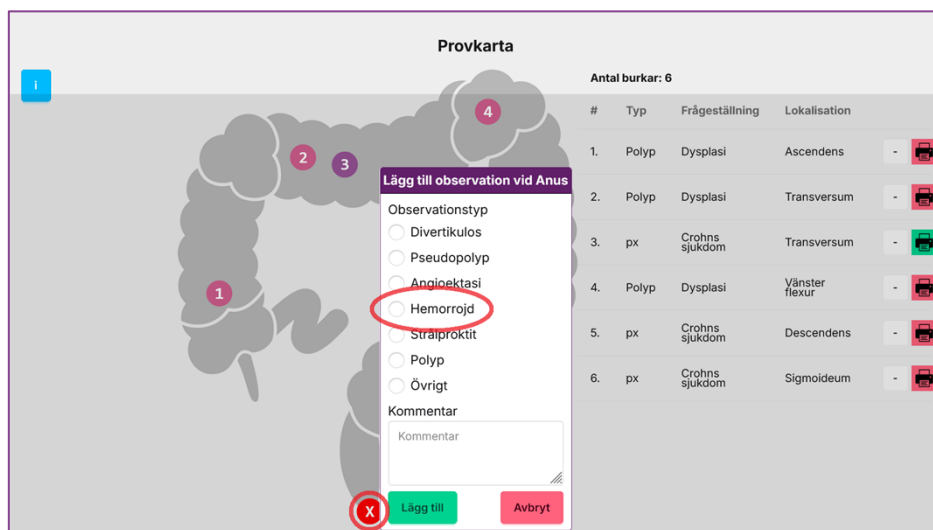 Provkarta
i
Antal burkar: 6
# Typ Frågeställning Lokalisation
1. Polyp Dysplasi Ascendens -
2. Polyp Dysplasi Transversum -
3. px Crohns sjukdom Transversum -
4. Polyp Dysplasi Vänster flexur -
5. px Crohns sjukdom Descendens -
6. px Crohns sjukdom Sigmoideum -
4
2
3
1
Lägg till observation vid Anus
Observationstyp
Divertikulos
Pseudopolyp
Angioektasi
Hemorrojd
Strålproktit
Polyp
Övrigt
Kommentar
Kommentar
X
Lägg till Avbryt